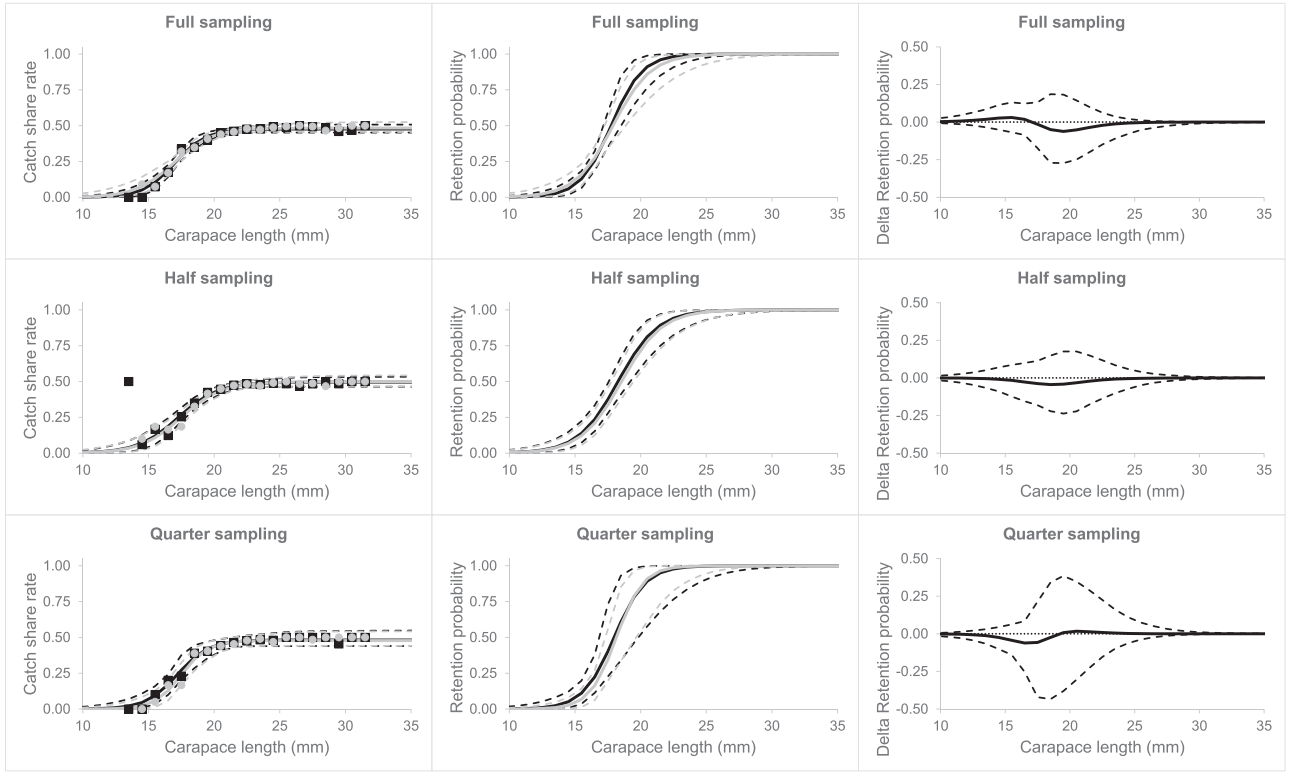 Full sampling
Catch share rate
1.00
0.75
0.50
0.25
0.00
10 15 20 25 30 35
Carapace length (mm)
Full sampling
Retention probability
1.00
0.75
0.50
0.25
0.00
10 15 20 25 30 35
Carapace length (mm)
Full sampling
Delta Retention probability
0.50
0.25
0.00
-0.25
-0.50
10 15 20 25 30 35
Carapace length (mm)
Half sampling
Catch share rate
1.00
0.75
0.50
0.25
0.00
10 15 20 25 30 35
Carapace length (mm)
Half sampling
Retention probability
1.00
0.75
0.50
0.25
0.00
10 15 20 25 30 35
Carapace length (mm)
Half sampling
Delta Retention probability
0.50
0.25
0.00
-0.25
-0.50
10 15 20 25 30 35
Carapace length (mm)
Quarter sampling
Catch share rate
1.00
0.75
0.50
0.25
0.00
10 15 20 25 30 35
Carapace length (mm)
Quarter sampling
Retention probability
1.00
0.75
0.50
0.25
0.00
10 15 20 25 30 35
Carapace length (mm)
Quarter sampling
Delta Retention probability
0.50
0.25
0.00
-0.25
-0.50
10 15 20 25 30 35
Carapace length (mm)